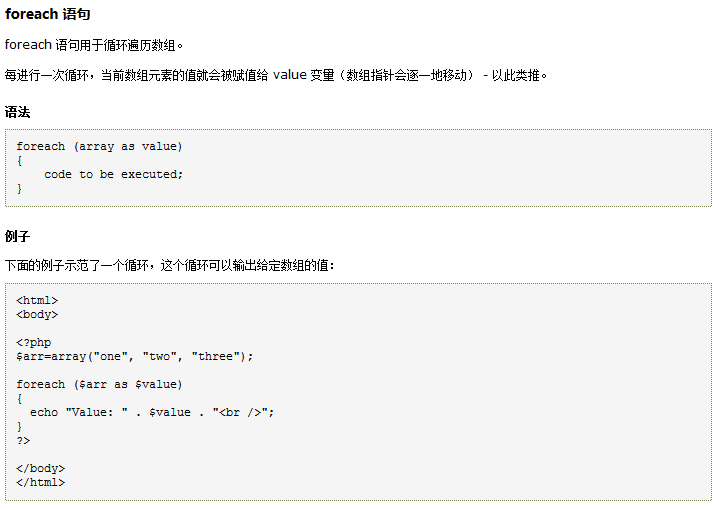 foreach 语句
foreach 语句用于循环遍历数组。
每进行一次循环，当前数组元素的值就会被赋值给 value 变量（数组指针会逐一地移动） - 以此类推。
语法
foreach (array as value)
{
    code to be executed;
}
例子
下面的例子示范了一个循环，这个循环可以输出给定数组的值：
<html>
<body>
<?php
$arr=array("one", "two", "three");
foreach ($arr as $value)
{
  echo "Value: " . $value . "<br />";
}
?>
</body>
</html>